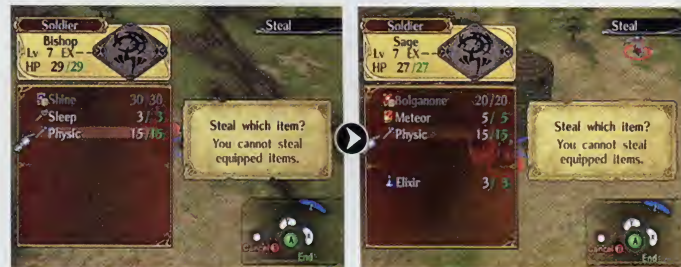 Soldier
Bishop
Lv 7 EX--
HP 29/29
Steal
Shine 30/30
Sleep 3/3
Physic 15/15
Steal which item?
You cannot steal
equipped items.
Cancel B
A
End
Soldier
Sage
Lv 7 EX--
HP 27/27
Steal
Bolganone 20/20
Meteor 5/5
Physic 15/15
Elixir 3/3
Steal which item?
You cannot steal
equipped items.
Cancel B
A
End